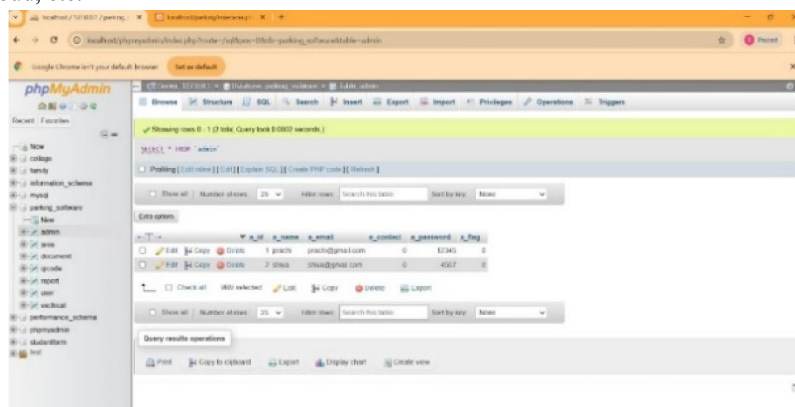 localhost / 127.0.0.1 / parking_
localhost/parking/insertarea.p
localhost/phpmyadmin/index.php?route=/sql&pos=0&db=parking_software&table=admin
Paused
Google Chrome isn't your default browser
Set as default
phpMyAdmin
Recent Favorites
New
college
family
information_schema
mysql
parking_software
New
admin
area
document
qrcode
report
user
performance_schema
phpmyadmin
studentform
test
Browse Structure SQL Search Insert Export Import Privileges Operations Triggers
Showing rows 0 - 1 (2 total, Query took 0.0002 seconds.)
SELECT * FROM `admin`
Profiling [ Edit inline ] [ Edit ] [ Explain SQL ] [ Create PHP code ] [ Refresh ]
Show all Number of rows: 25 Filter rows: Search this table Sort by key: None
Extra options
a_id a_name a_email a_contact a_password a_flag
Edit Copy Delete 1 prachi prachi@gmail.com 0 12345 0
Edit Copy Delete 2 0 4567 0
Check all With selected: Edit Copy Delete Export
Show all Number of rows: 25 Filter rows: Search this table Sort by key: None
Query results operations
Print Copy to clipboard Export Display chart Create view